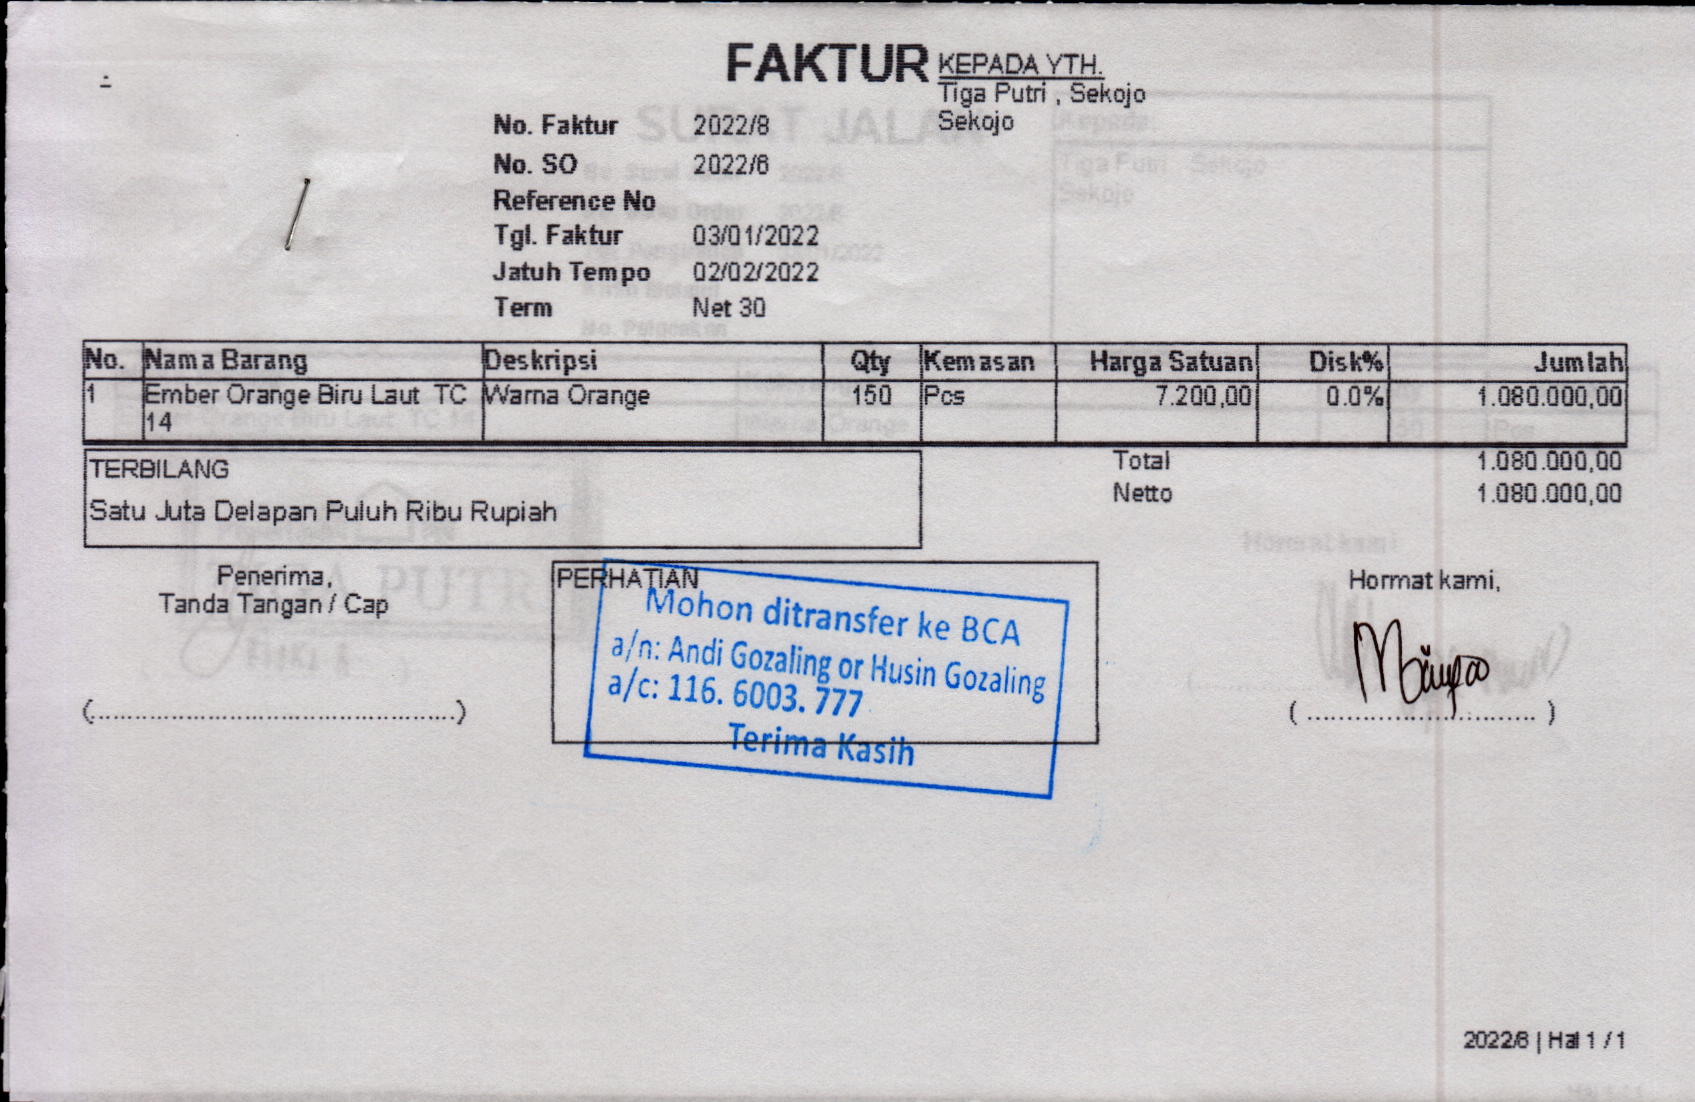 FAKTUR
KEPADA YTH.
Tiga Putri , Sekojo
Sekojo
No. Faktur 2022/8
No. SO 2022/6
Reference No
Tgl. Faktur 03/01/2022
Jatuh Tempo 02/02/2022
Term Net 30
No. Nama Barang Deskripsi Qty Kemasan Harga Satuan Disk% Jumlah
1 Ember Orange Biru Laut TC Warna Orange 150 Pcs 7.200,00 0.0% 1.080.000,00
14
TERBILANG
Satu Juta Delapan Puluh Ribu Rupiah
Total 1.080.000,00
Netto 1.080.000,00
Penerima,
Tanda Tangan / Cap
(................................................)
PERHATIAN
Mohon ditransfer ke BCA
a/n: Andi Gozaling or Husin Gozaling
a/c: 116. 6003. 777
Terima Kasih
Hormat kami,
( .............................. )
2022/8 | Hal 1 / 1